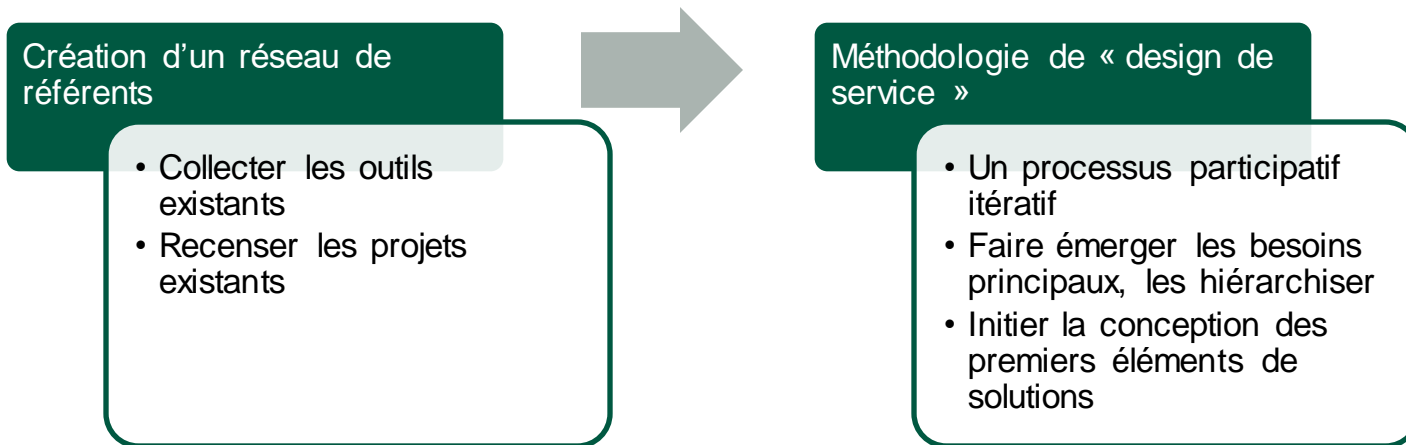 Création d’un réseau de
référents
• Collecter les outils
existants
• Recenser les projets
existants
Méthodologie de « design de
service »
• Un processus participatif
itératif
• Faire émerger les besoins
principaux, les hiérarchiser
• Initier la conception des
premiers éléments de
solutions